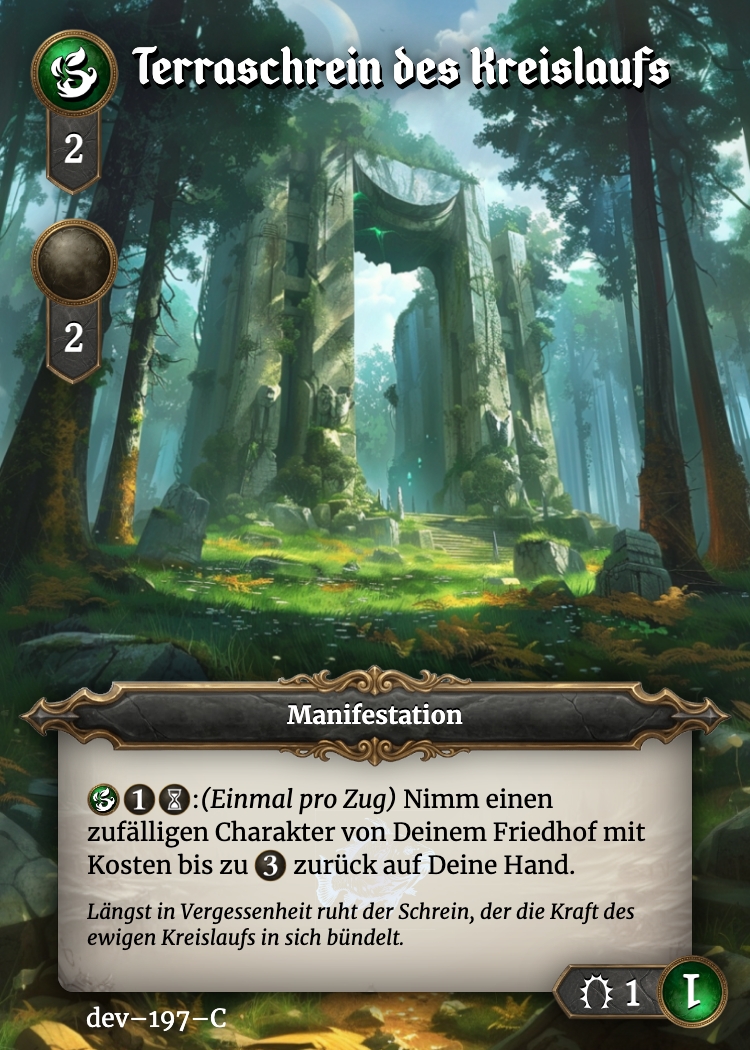 Terraschrein des Kreislaufs
2
2
Manifestation
1 : (Einmal pro Zug) Nimm einen
zufälligen Charakter von Deinem Friedhof mit
Kosten bis zu 3 zurück auf Deine Hand.
Längst in Vergessenheit ruht der Schrein, der die Kraft des
ewigen Kreislaufs in sich bündelt.
1
dev–197–C